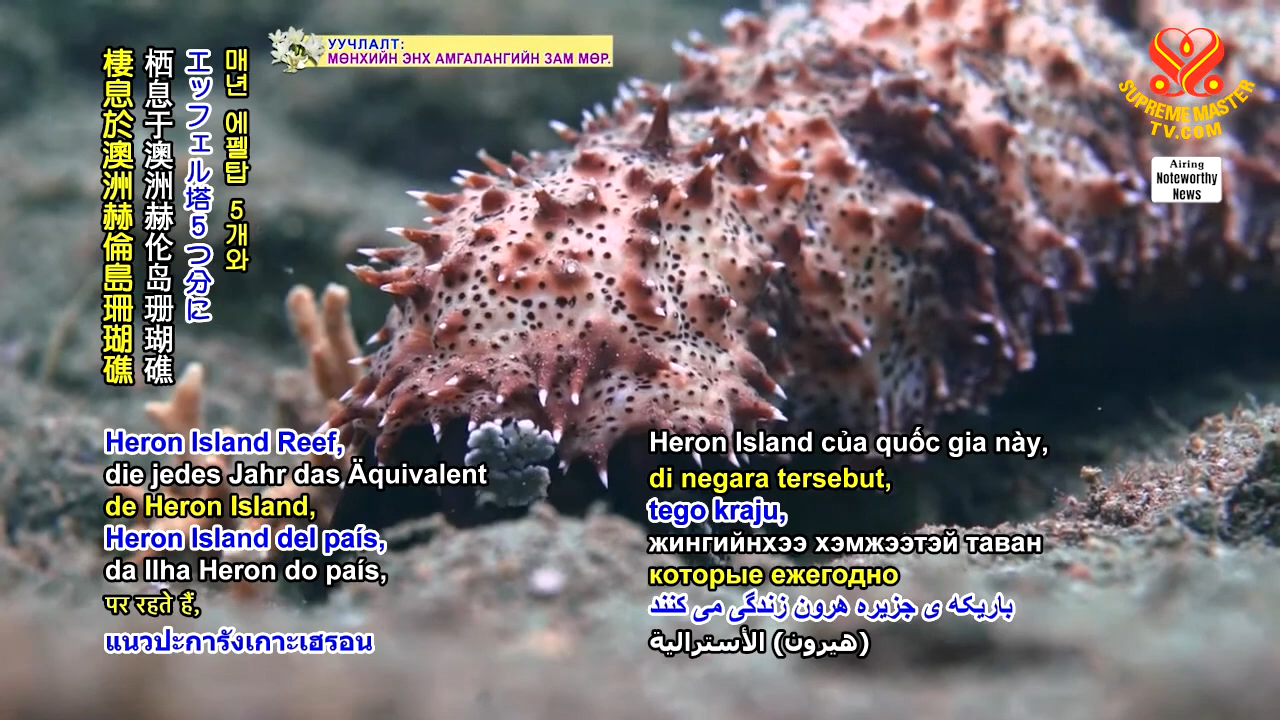 УУЧЛАЛТ:
МӨНХИЙН ЭНХ АМГАЛАНГИЙН ЗАМ МӨР.
SUPREME MASTER
TV.COM
Airing
Noteworthy
News
매년 에펠탑 5개와
エッフェル塔5つ分に
栖息于澳洲赫伦岛珊瑚礁
棲息於澳洲赫倫島珊瑚礁
Heron Island Reef,
die jedes Jahr das Äquivalent
de Heron Island,
Heron Island del país,
da Ilha Heron do país,
पर रहते हैं,
แนวปะการังเกาะเฮรอน
Heron Island của quốc gia này,
di negara tersebut,
tego kraju,
жингийнхээ хэмжээтэй таван
которые ежегодно
باریکه ی جزیره هرون زندگی می کنند
(هيرون) الأسترالية